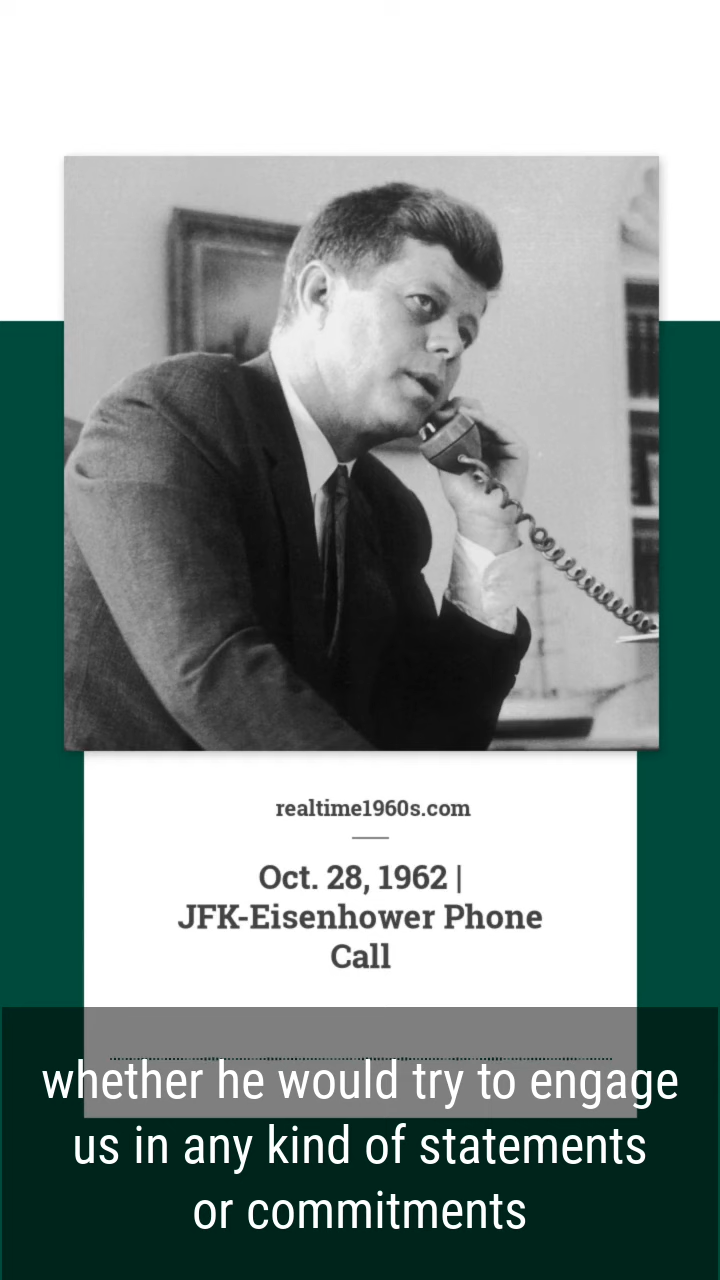 realtime1960s.com
Oct. 28, 1962 |
JFK-Eisenhower Phone
Call
whether he would try to engage
us in any kind of statements
or commitments